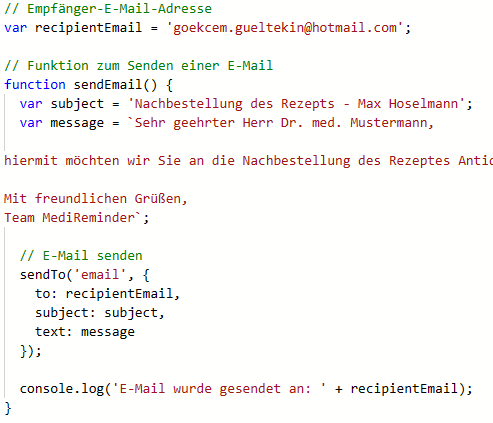 // Empfänger-E-Mail-Adresse
var recipientEmail = 'goekcem.gueltekin@hotmail.com';
// Funktion zum Senden einer E-Mail
function sendEmail() {
var subject = 'Nachbestellung des Rezepts - Max Hoselmann';
var message = `Sehr geehrter Herr Dr. med. Mustermann,
hiermit möchten wir Sie an die Nachbestellung des Rezeptes
Mit freundlichen Grüßen,
Team MediReminder`;
// E-Mail senden
sendTo('email', {
to: recipientEmail,
subject: subject,
text: message
});
console.log('E-Mail wurde gesendet an: ' + recipientEmail);
}